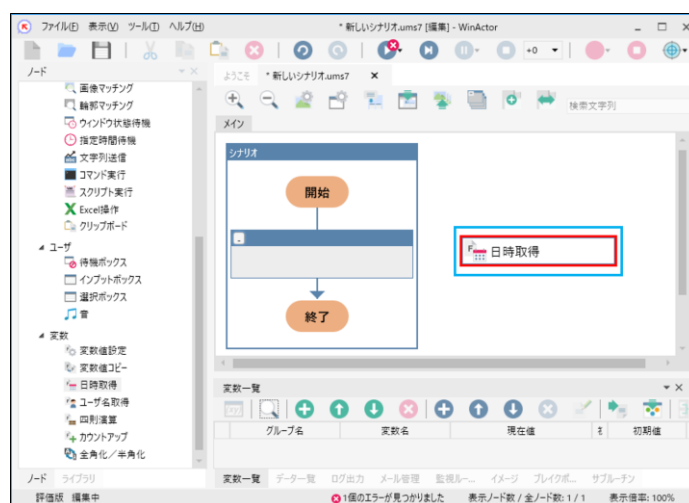 ファイル(F) 表示(V) ツール(T) ヘルプ(H)
* 新しいシナリオ.ums7 [編集] - WinActor
+0
ノード
ようこそ
* 新しいシナリオ.ums7
検索文字列
メイン
画像マッチング
輪郭マッチング
ウィンドウ状態待機
指定時間待機
文字列送信
コマンド実行
スクリプト実行
Excel操作
クリップボード
ユーザ
待機ボックス
インプットボックス
選択ボックス
音
変数
変数値設定
変数値コピー
日時取得
ユーザ名取得
四則演算
カウントアップ
全角化/半角化
シナリオ
開始
終了
日時取得
変数一覧
グループ名 変数名 現在値 初期値
ノード ライブラリ
変数一覧 データ一覧 ログ出力 メール管理 監視ルー... イメージ ブレイクポ... サブルーチン
評価版 編集中
1個のエラーが見つかりました 表示ノード数 / 全ノード数: 1 / 1 表示倍率: 100%